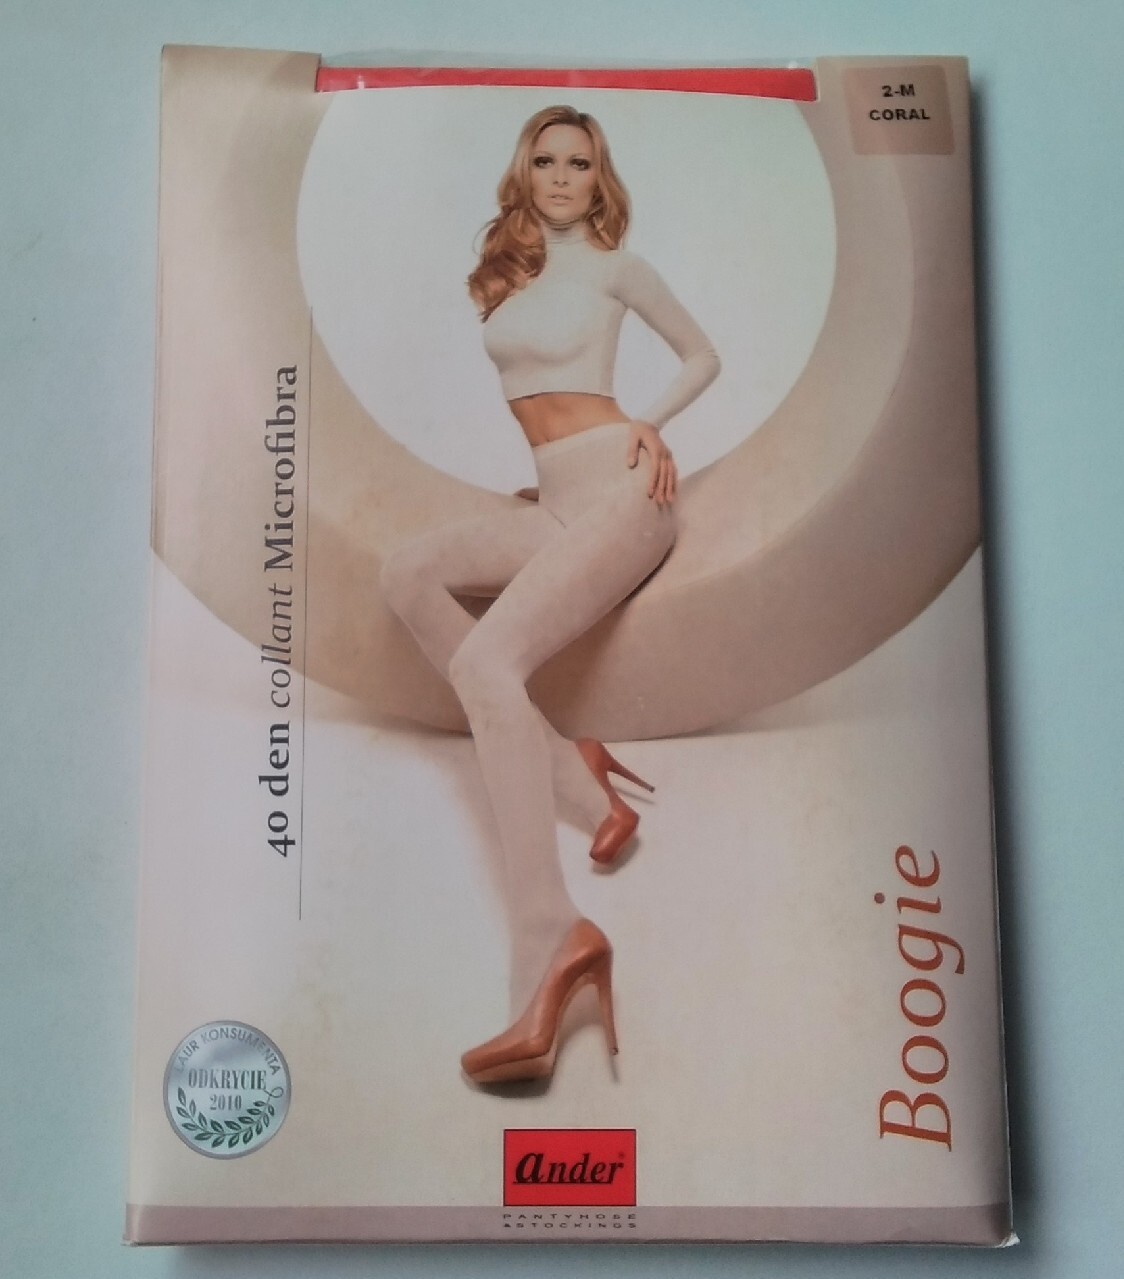 2-M
CORAL
40 den collant Microfibra
Boogie
LAUR KONSUMENTA
ODKRYCIE
2010
ander®
PANTYHOSE
& STOCKINGS